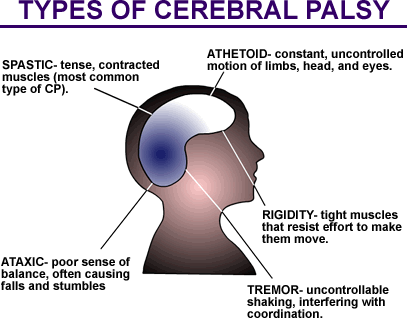 TYPES OF CEREBRAL PALSY
ATHETOID- constant, uncontrolled
motion of limbs, head, and eyes.
SPASTIC- tense, contracted
muscles (most common
type of CP).
RIGIDITY- tight muscles
that resist effort to make
them move.
ATAXIC- poor sense of
balance, often causing
falls and stumbles
TREMOR- uncontrollable
shaking, interfering with
coordination.